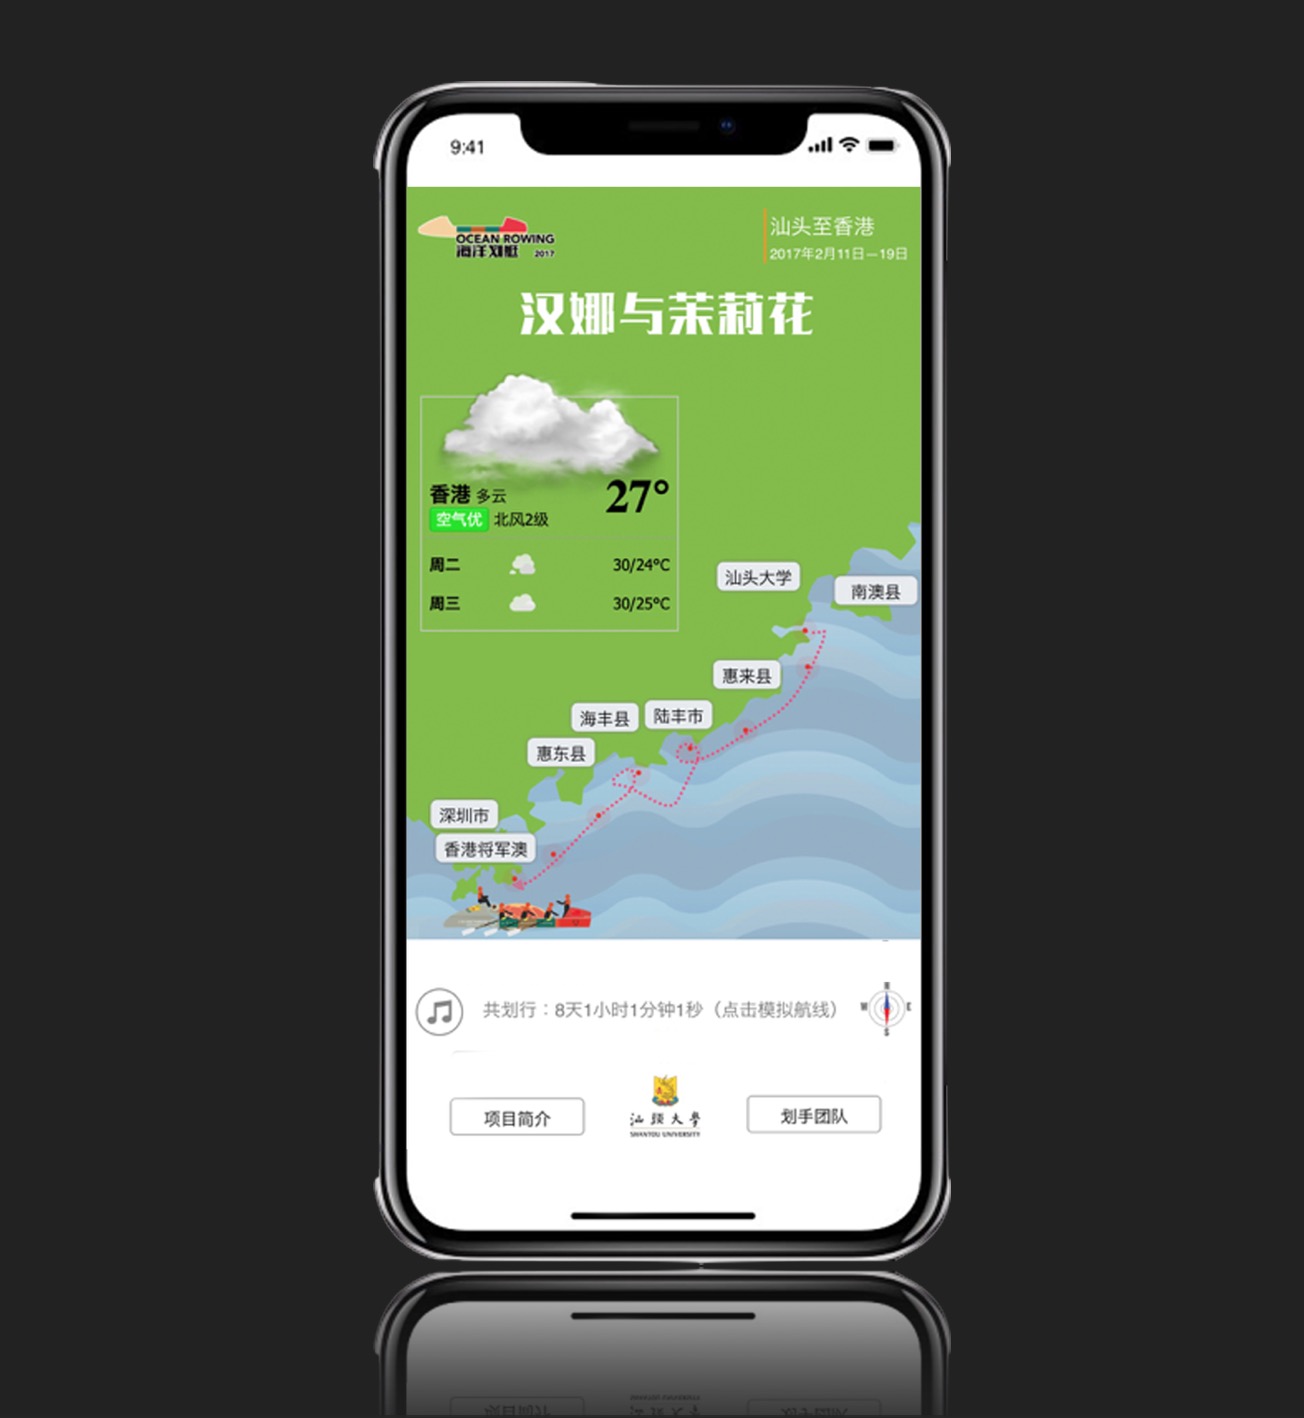 9:41
OCEAN ROWING
海洋划艇 2017
汕头至香港
2017年2月11日—19日
汉娜与茉莉花
香港 多云
27°
空气优 北风2级
周二 30/24°C
周三 30/25°C
汕头大学
南澳县
惠来县
海丰县
陆丰市
惠东县
深圳市
香港将军澳
共划行：8天1小时1分钟1秒（点击模拟航线）
N
W
E
S
项目简介
汕頭大學
SHANTOU UNIVERSITY
划手团队